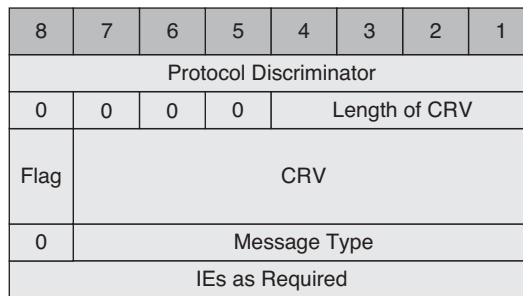 8 7 6 5 4 3 2 1
Protocol Discriminator
0 0 0 0 Length of CRV
Flag CRV
0 Message Type
IEs as Required